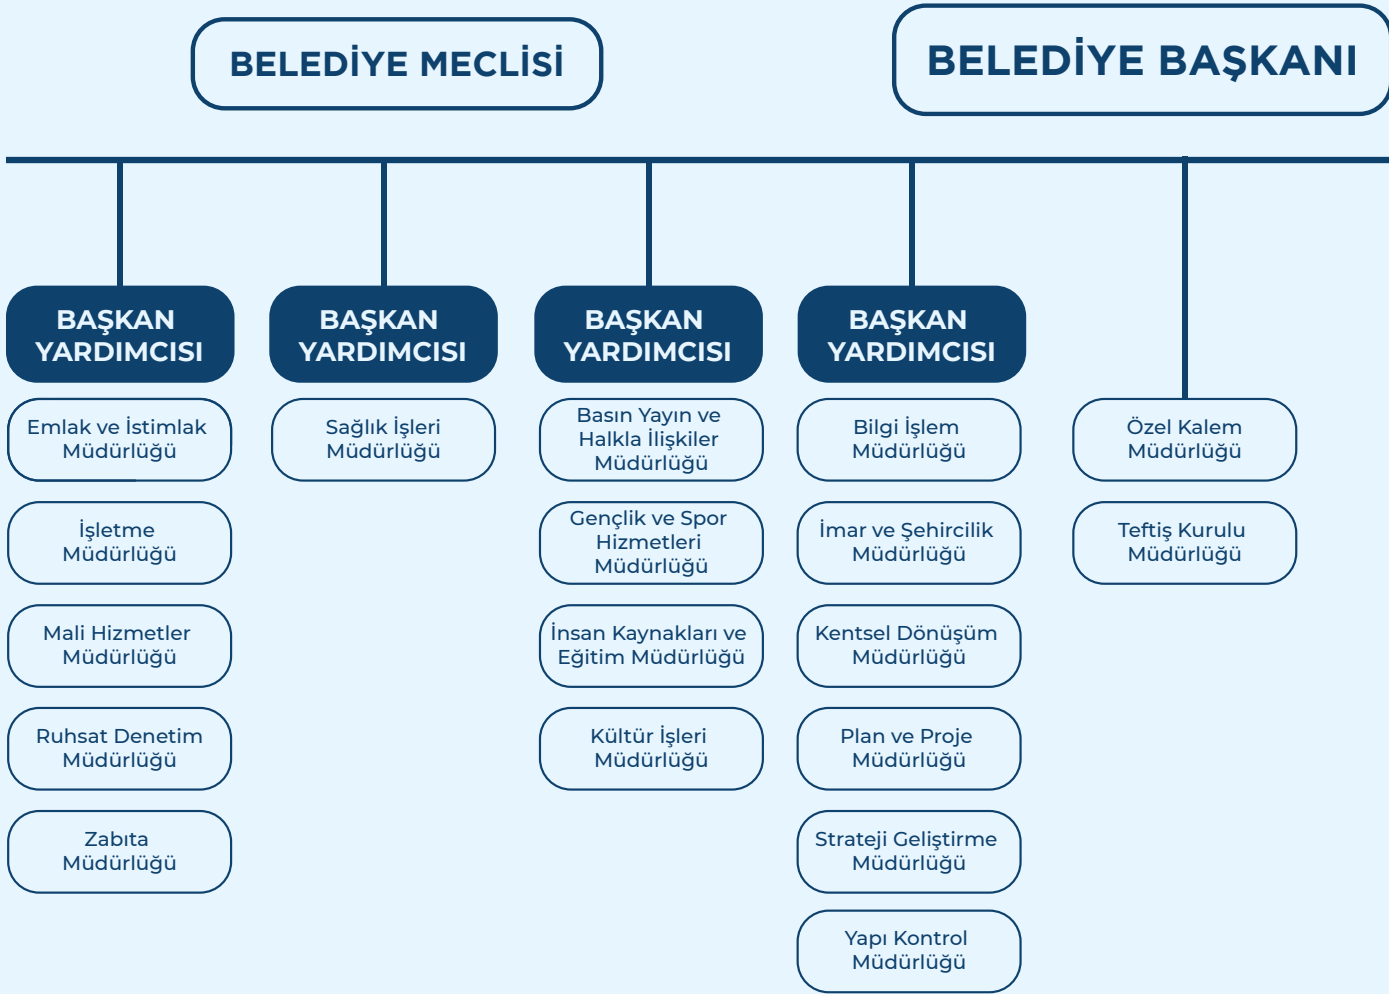 BELEDİYE MECLİSİ
BELEDİYE BAŞKANI
BAŞKAN
YARDIMCISI
Emlak ve İstimlak
Müdürlüğü
İşletme
Müdürlüğü
Mali Hizmetler
Müdürlüğü
Ruhsat Denetim
Müdürlüğü
Zabıta
Müdürlüğü
BAŞKAN
YARDIMCISI
Sağlık İşleri
Müdürlüğü
BAŞKAN
YARDIMCISI
Basın Yayın ve
Halkla İlişkiler
Müdürlüğü
Gençlik ve Spor
Hizmetleri
Müdürlüğü
İnsan Kaynakları ve
Eğitim Müdürlüğü
Kültür İşleri
Müdürlüğü
BAŞKAN
YARDIMCISI
Bilgi İşlem
Müdürlüğü
İmar ve Şehircilik
Müdürlüğü
Kentsel Dönüşüm
Müdürlüğü
Plan ve Proje
Müdürlüğü
Strateji Geliştirme
Müdürlüğü
Yapı Kontrol
Müdürlüğü
Özel Kalem
Müdürlüğü
Teftiş Kurulu
Müdürlüğü